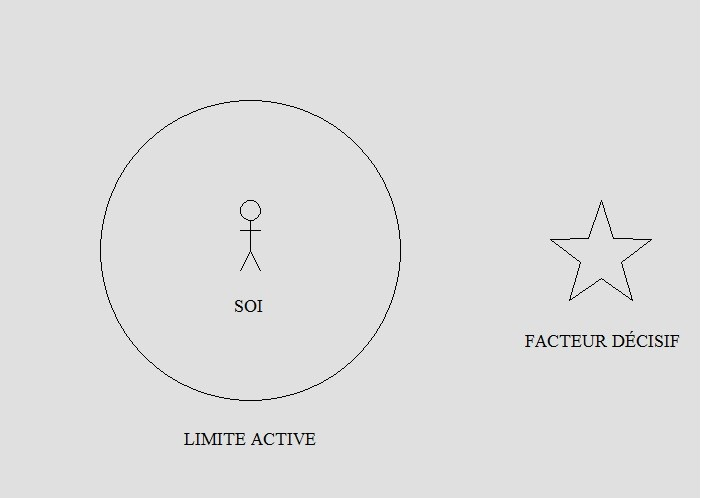 SOI
FACTEUR DÉCISIF
LIMITE ACTIVE